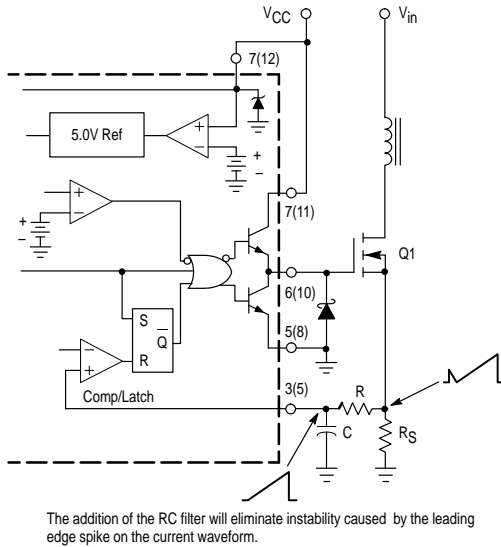 VCC
Vin
7(12)
5.0V Ref
+
–
+
–
+
–
+
–
7(11)
Q1
6(10)
5(8)
S
Q
R
–
+
Comp/Latch
3(5)
R
C
RS
The addition of the RC filter will eliminate instability caused by the leading
edge spike on the current waveform.